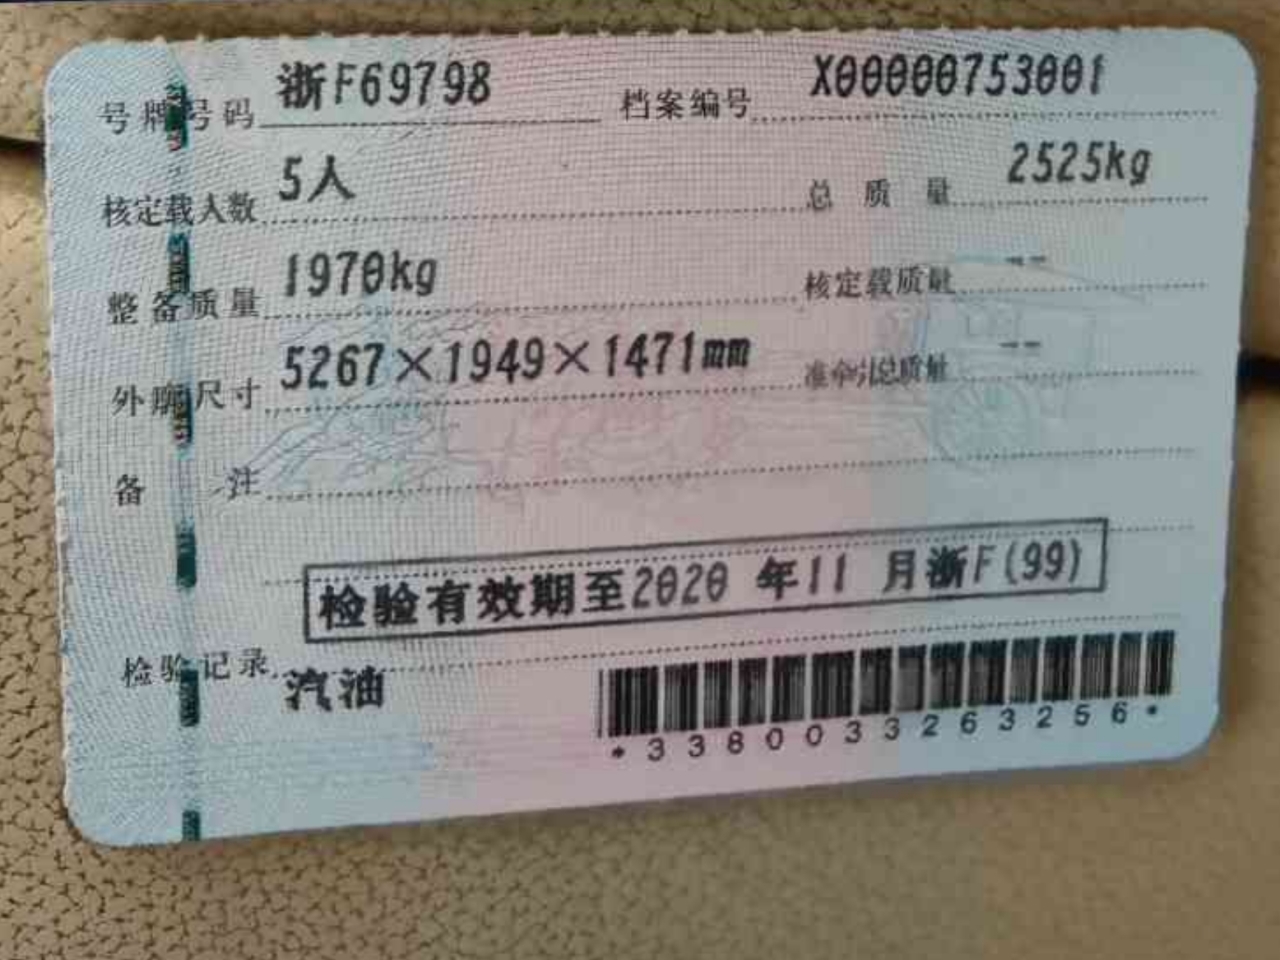 号牌号码 浙F69798 档案编号 X00000753001
核定载人数 5人 总质量 2525kg
整备质量 1970kg 核定载质量 --
外廓尺寸 5267×1949×1471mm 准牵引总质量 --
备注
检验有效期至2020 年11 月浙F(99)
检验记录
汽油
*3380033263256*